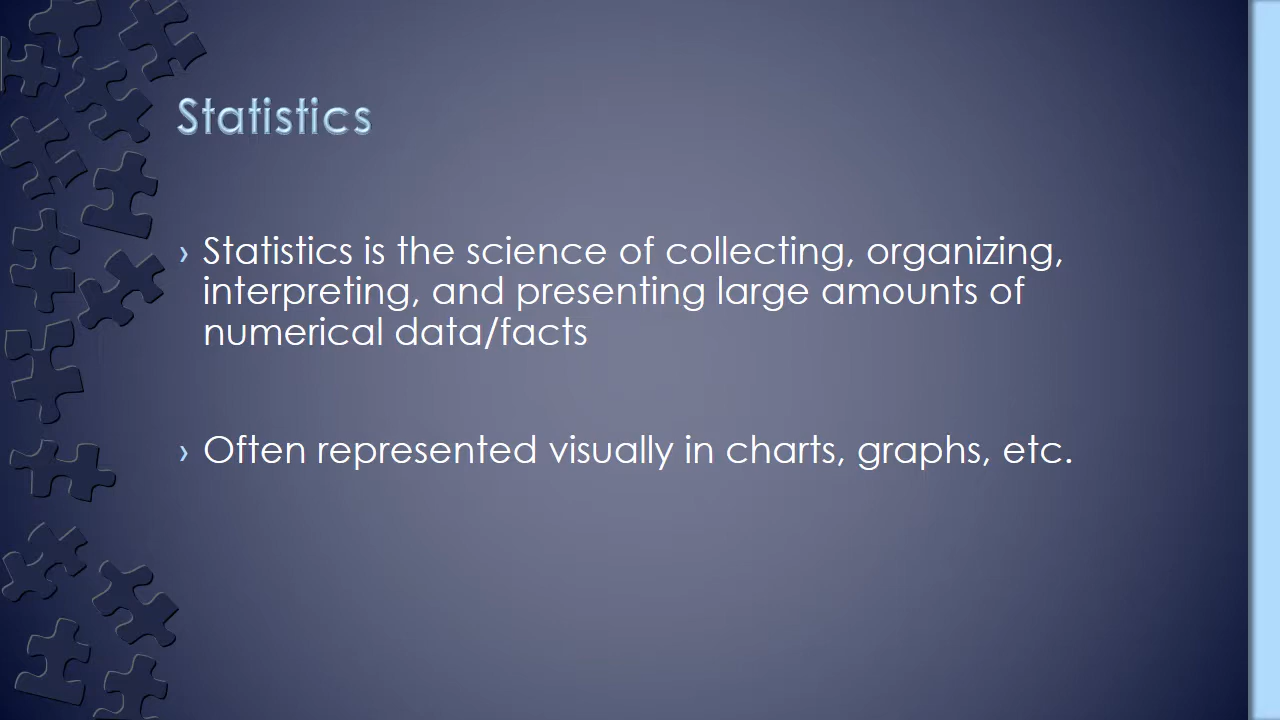 Statistics
› Statistics is the science of collecting, organizing,
interpreting, and presenting large amounts of
numerical data/facts
› Often represented visually in charts, graphs, etc.